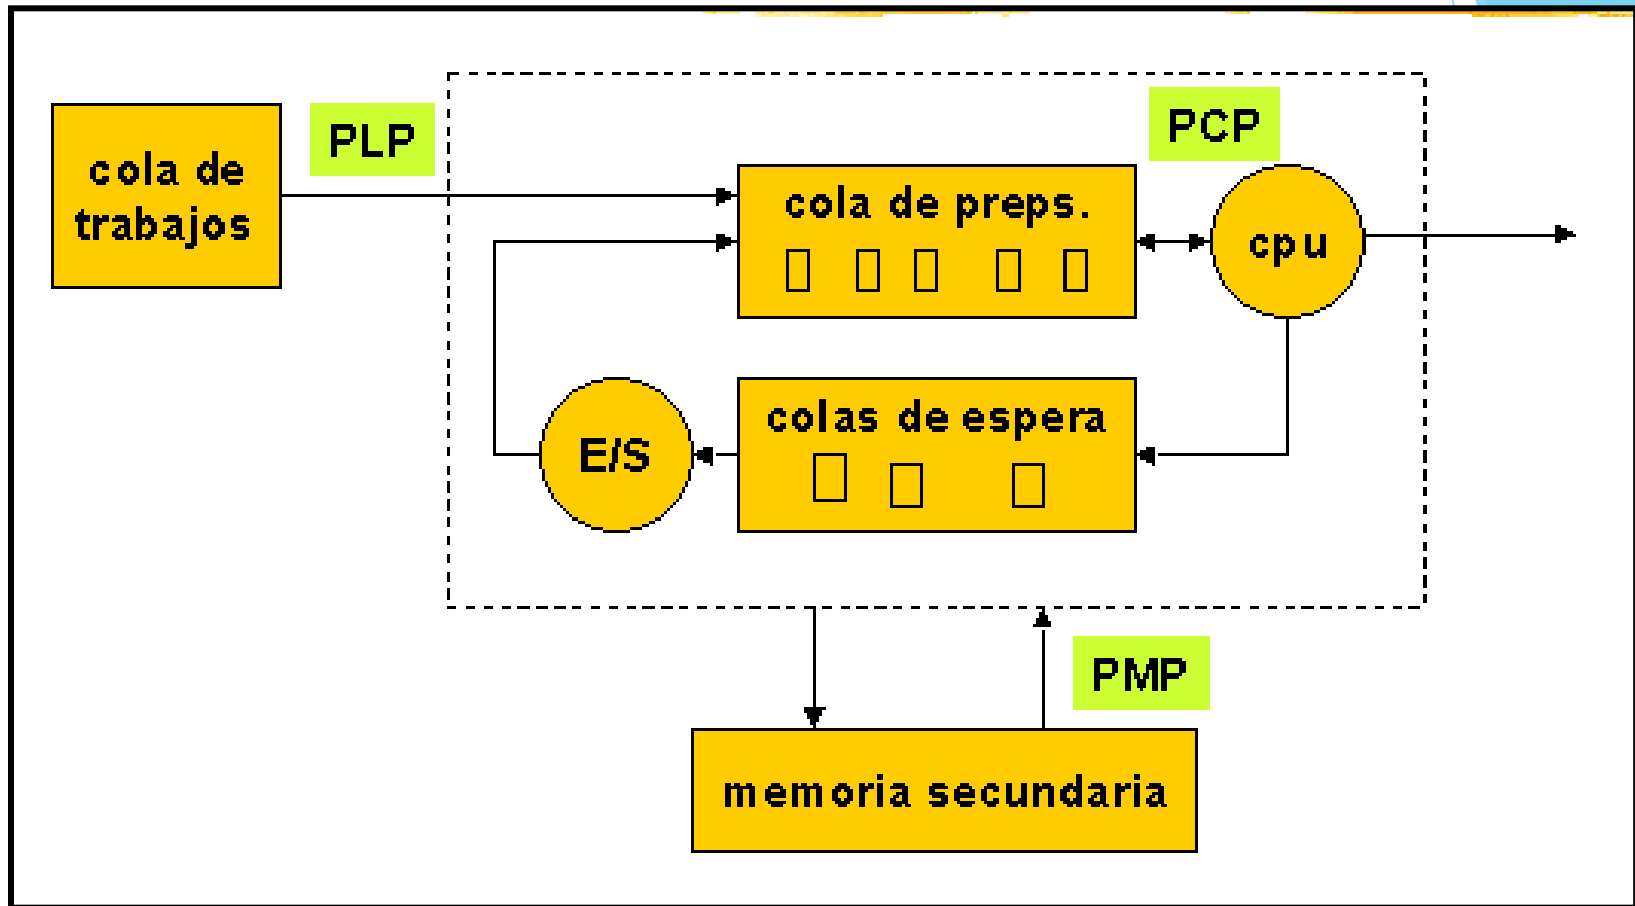 cola de
trabajos
PLP
PCP
cola de preps.
cpu
E/S
colas de espera
PMP
memoria secundaria